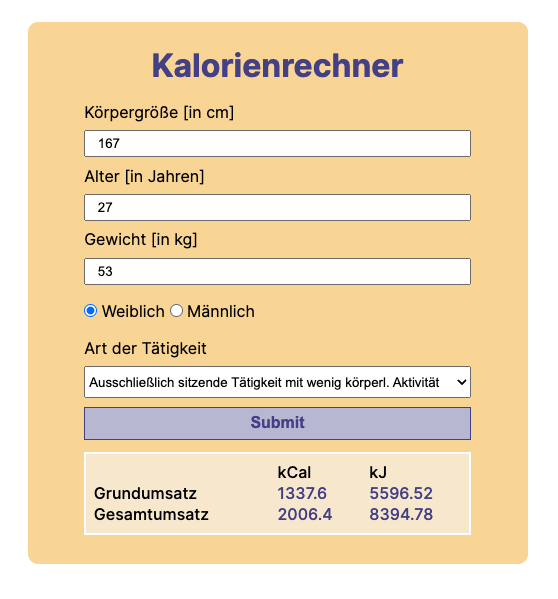 Kalorienrechner
Körpergröße [in cm]
167
Alter [in Jahren]
27
Gewicht [in kg]
53
Weiblich Männlich
Art der Tätigkeit
Ausschließlich sitzende Tätigkeit mit wenig körperl. Aktivität
Submit
kCal kJ
Grundumsatz 1337.6 5596.52
Gesamtumsatz 2006.4 8394.78